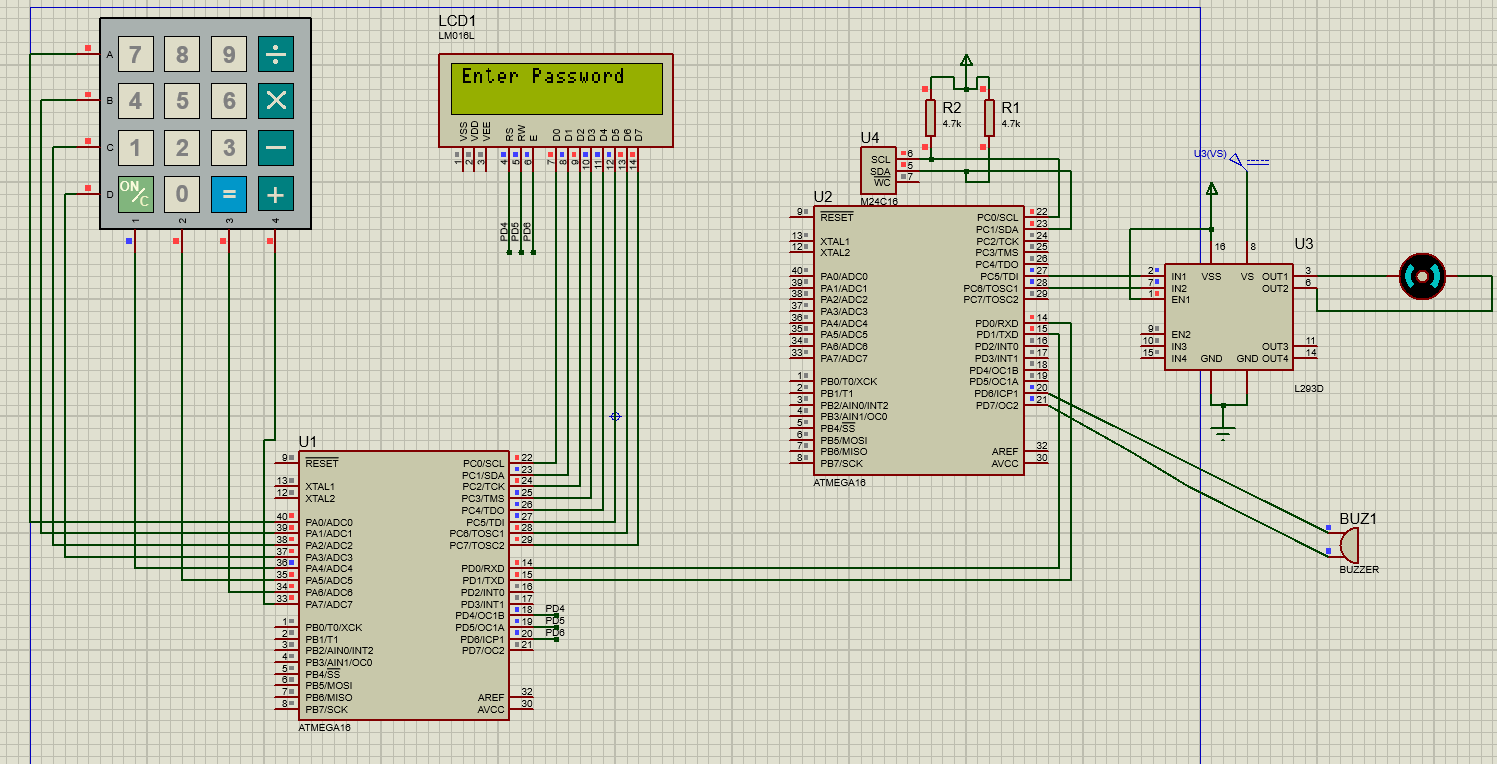 LCD1
LM016L
Enter Password
VSS
VDD
VEE
RS
RW
E
D0
D1
D2
D3
D4
D5
D6
D7
1
2
3
4
5
6
7
8
9
10
11
12
13
14
PD4
PD5
PD6
A
B
C
D
7 8 9 ÷
4 5 6 ×
1 2 3 −
ON/C 0 = +
1
2
3
4
R2
4.7k
R1
4.7k
U4
SCL 6
SDA 5
WC 7
M24C16
U2
9 RESET
13 XTAL1
12 XTAL2
40 PA0/ADC0
39 PA1/ADC1
38 PA2/ADC2
37 PA3/ADC3
36 PA4/ADC4
35 PA5/ADC5
34 PA6/ADC6
33 PA7/ADC7
1 PB0/T0/XCK
2 PB1/T1
3 PB2/AIN0/INT2
4 PB3/AIN1/OC0
5 PB4/SS
6 PB5/MOSI
7 PB6/MISO
8 PB7/SCK
PC0/SCL 22
PC1/SDA 23
PC2/TCK 24
PC3/TMS 25
PC4/TDO 26
PC5/TDI 27
PC6/TOSC1 28
PC7/TOSC2 29
PD0/RXD 14
PD1/TXD 15
PD2/INT0 16
PD3/INT1 17
PD4/OC1B 18
PD5/OC1A 19
PD6/ICP1 20
PD7/OC2 21
AREF 32
AVCC 30
ATMEGA16
U3(VS)
U3
16
8
2 IN1
7 IN2
1 EN1
9 EN2
10 IN3
15 IN4
VSS
VS
OUT1 3
OUT2 6
OUT3 11
OUT4 14
GND
GND
L293D
BUZ1
BUZZER
U1
9 RESET
13 XTAL1
12 XTAL2
40 PA0/ADC0
39 PA1/ADC1
38 PA2/ADC2
37 PA3/ADC3
36 PA4/ADC4
35 PA5/ADC5
34 PA6/ADC6
33 PA7/ADC7
1 PB0/T0/XCK
2 PB1/T1
3 PB2/AIN0/INT2
4 PB3/AIN1/OC0
5 PB4/SS
6 PB5/MOSI
7 PB6/MISO
8 PB7/SCK
PC0/SCL 22
PC1/SDA 23
PC2/TCK 24
PC3/TMS 25
PC4/TDO 26
PC5/TDI 27
PC6/TOSC1 28
PC7/TOSC2 29
PD0/RXD 14
PD1/TXD 15
PD2/INT0 16
PD3/INT1 17
PD4/OC1B 18
PD5/OC1A 19
PD6/ICP1 20
PD7/OC2 21
AREF 32
AVCC 30
PD4
PD5
PD6
ATMEGA16